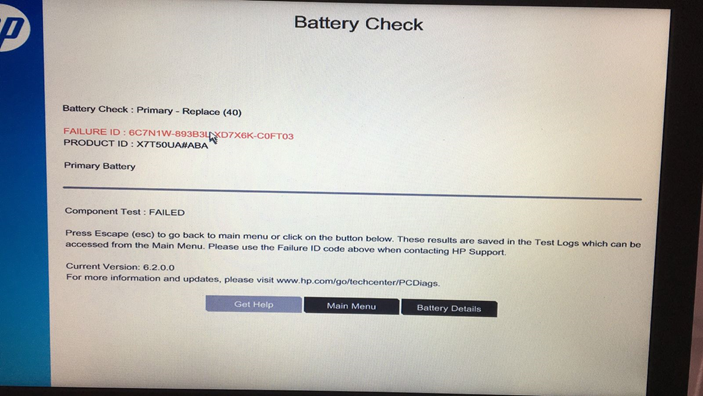 hp
Battery Check
Battery Check : Primary - Replace (40)
FAILURE ID : XD7X6K-C0FT03
PRODUCT ID : X7T50UA#ABA
Primary Battery
Component Test : FAILED
Press Escape (esc) to go back to main menu or click on the button below. These results are saved in the Test Logs which can be
accessed from the Main Menu. Please use the Failure ID code above when contacting HP Support.
Current Version: 6.2.0.0
For more information and updates, please visit www.hp.com/go/techcenter/PCDiags.
Get Help Main Menu Battery Details